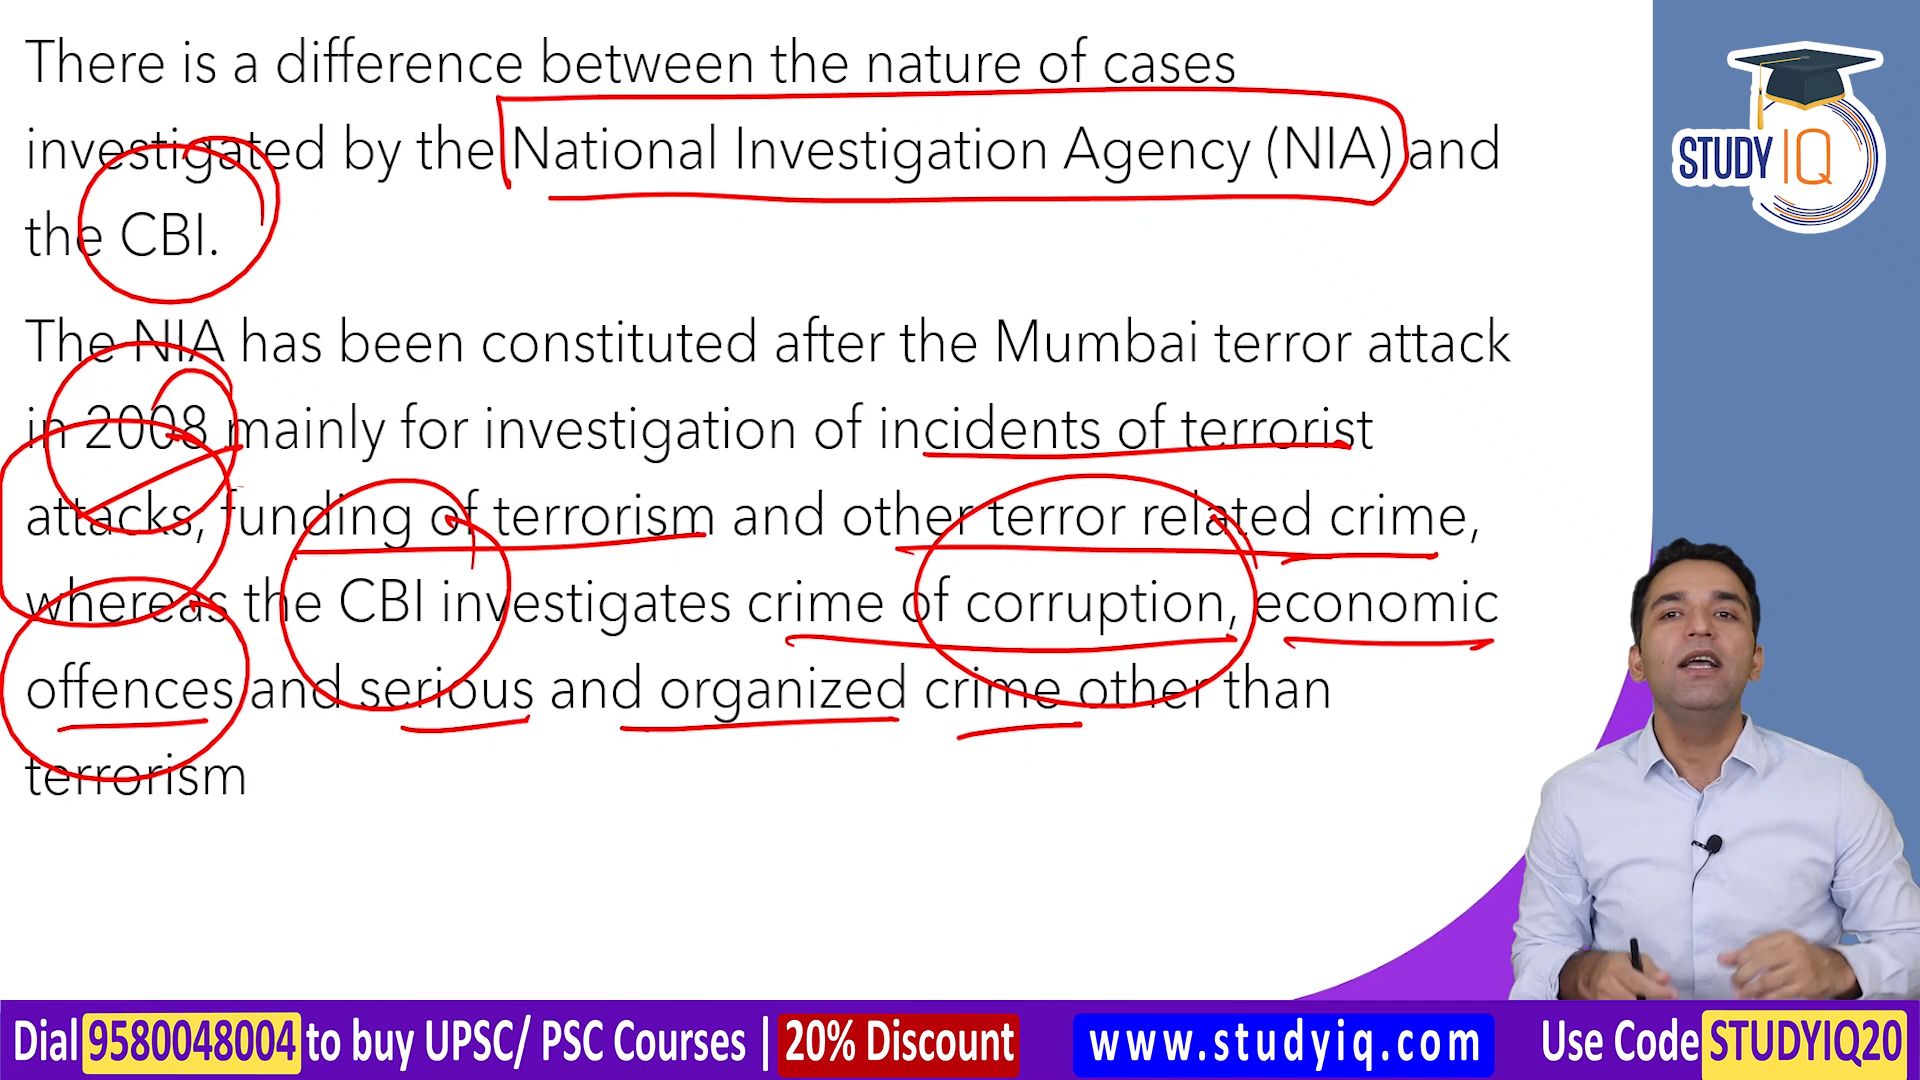 There is a difference between the nature of cases
investigated by the National Investigation Agency (NIA) and
the CBI.
The NIA has been constituted after the Mumbai terror attack
in 2008 mainly for investigation of incidents of terrorist
attacks, funding of terrorism and other terror related crime,
whereas the CBI investigates crime of corruption, economic
offences and serious and organized crime other than
terrorism
STUDY IQ
Dial 9580048004 to buy UPSC/ PSC Courses | 20% Discount www.studyiq.com Use Code STUDYIQ20